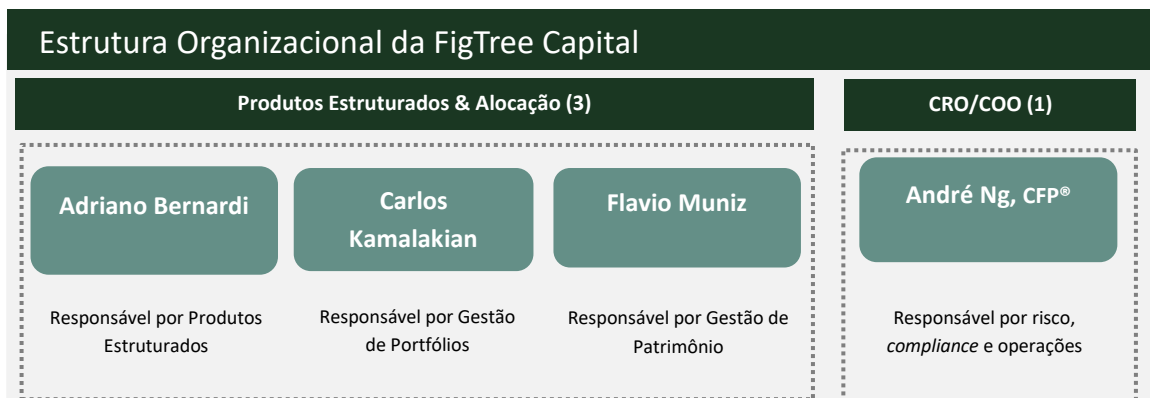 Estrutura Organizacional da FigTree Capital
Produtos Estruturados & Alocação (3)
CRO/COO (1)
Adriano Bernardi
Carlos
Kamalakian
Flavio Muniz
André Ng, CFP®
Responsável por Produtos
Estruturados
Responsável por Gestão
de Portfólios
Responsável por Gestão de
Patrimônio
Responsável por risco,
compliance e operações